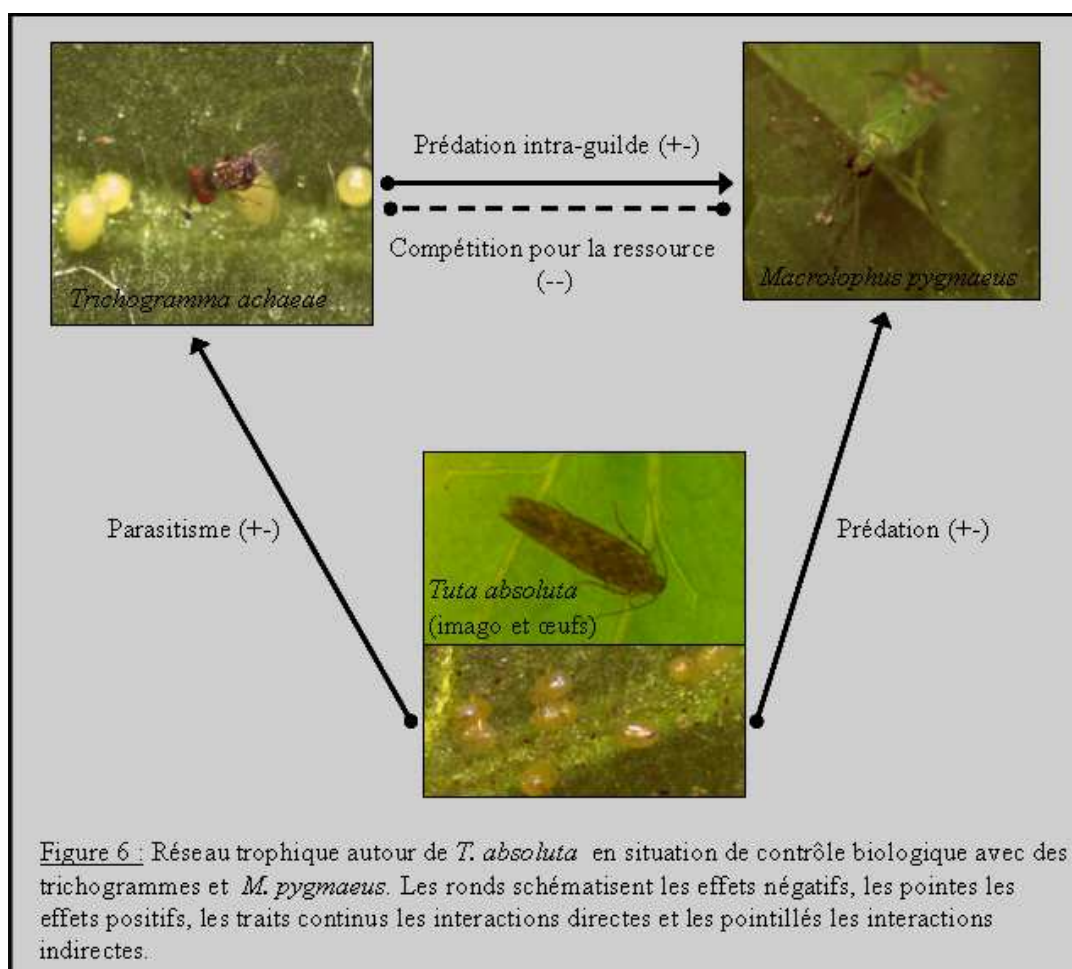 Prédation intra-guilde (+-)
Compétition pour la ressource
(--)
Trichogramma achaeae
Macrolophus pygmaeus
Parasitisme (+-)
Prédation (+-)
Tuta absoluta
(imago et œufs)
Figure 6 : Réseau trophique autour de T. absoluta en situation de contrôle biologique avec des
trichogrammes et M. pygmaeus. Les ronds schématisent les effets négatifs, les pointes les
effets positifs, les traits continus les interactions directes et les pointillés les interactions
indirectes.